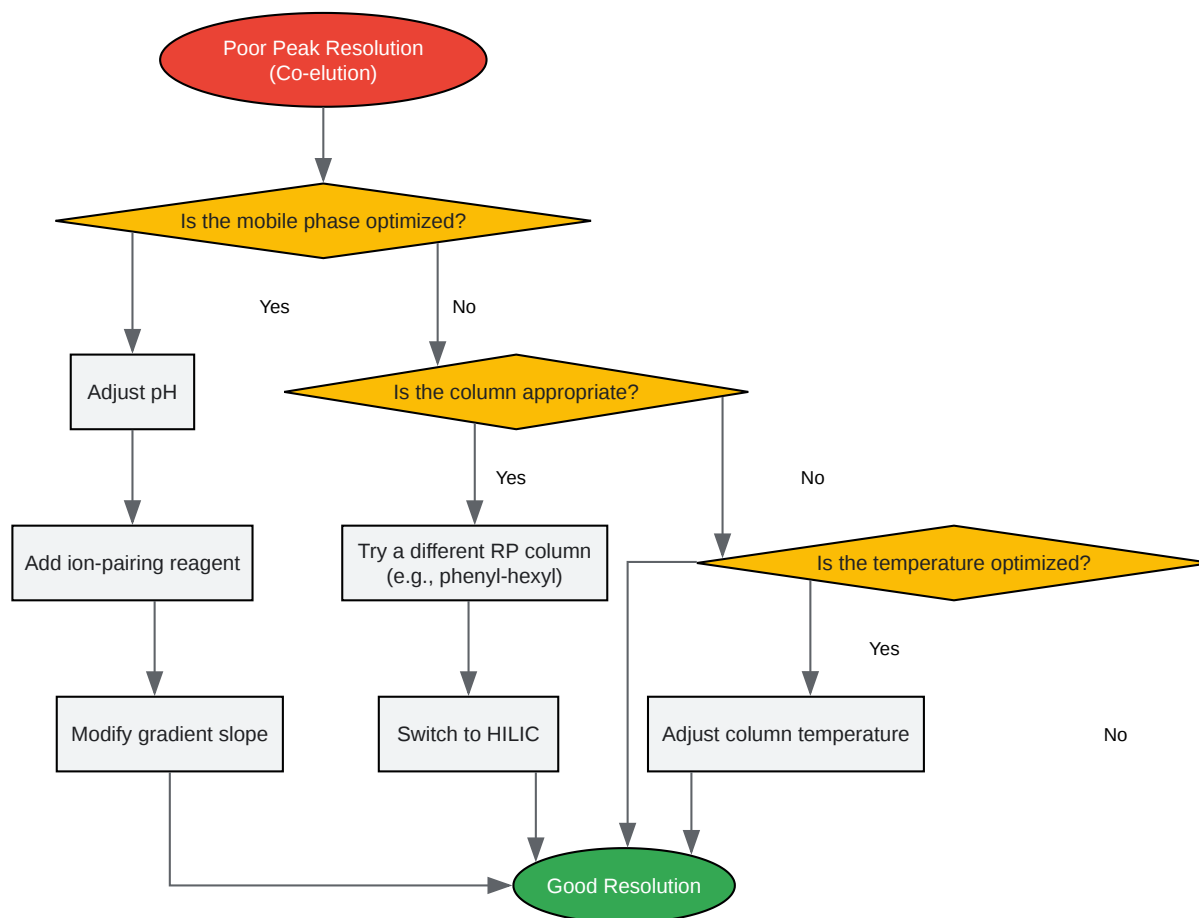 Poor Peak Resolution
(Co-elution)
Is the mobile phase optimized?
Yes
No
Adjust pH
Is the column appropriate?
Yes
No
Add ion-pairing reagent
Try a different RP column
(e.g., phenyl-hexyl)
Is the temperature optimized?
Yes
Modify gradient slope
Switch to HILIC
Adjust column temperature
No
Good Resolution